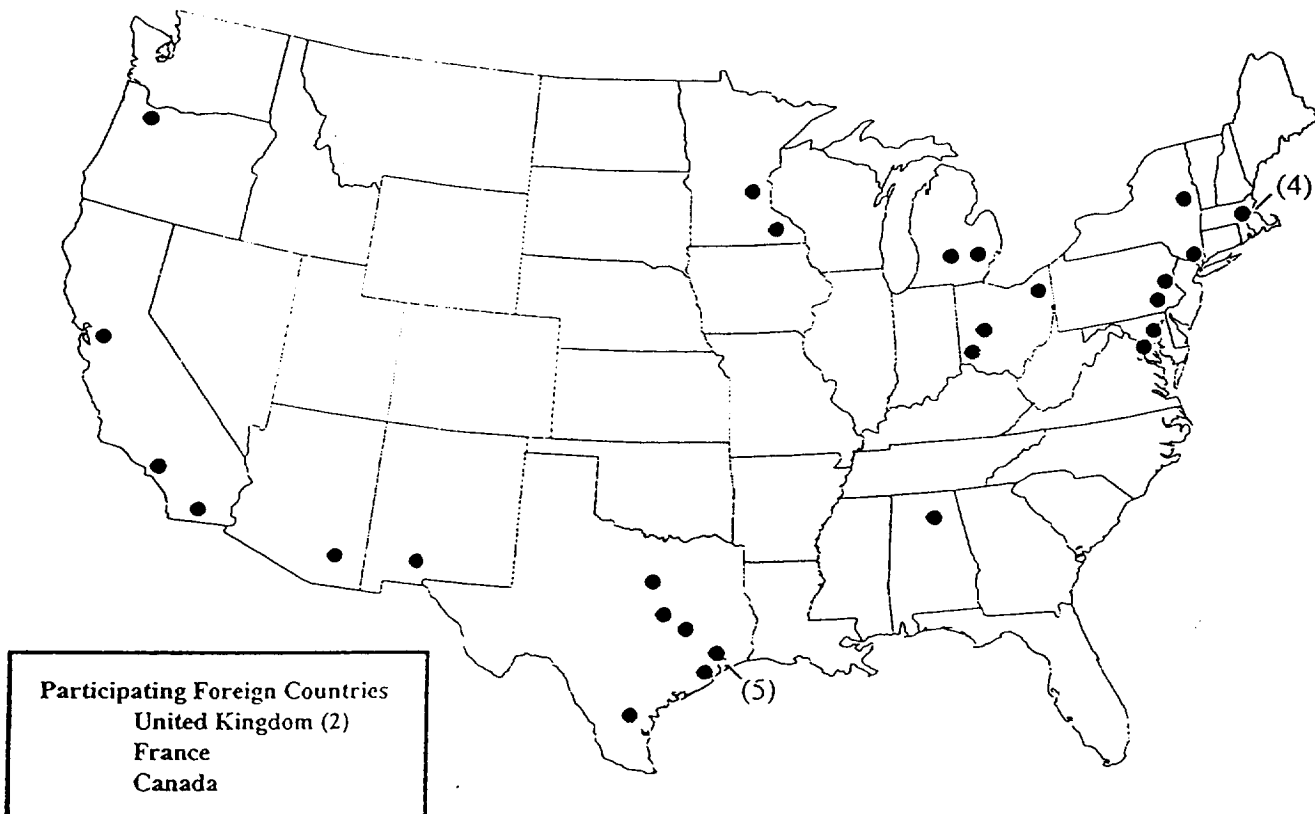 (4)
(5)
Participating Foreign Countries
United Kingdom (2)
France
Canada